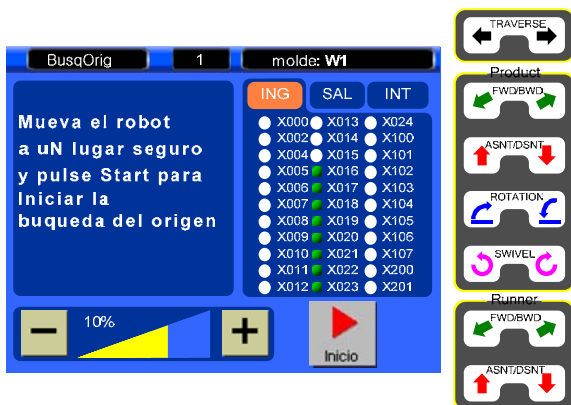 BusqOrig 1 molde: W1
ING SAL INT
Mueva el robot
a uN lugar seguro
y pulse Start para
Iniciar la
buqueda del origen
X000 X013 X024
X002 X014 X100
X004 X015 X101
X005 X016 X102
X006 X017 X103
X007 X018 X104
X008 X019 X105
X009 X020 X106
X010 X021 X107
X011 X022 X200
X012 X023 X201
10%
Inicio
TRAVERSE
Product
FWD/BWD
ASNT/DSNT
ROTATION
SWIVEL
Runner
FWD/BWD
ASNT/DSNT